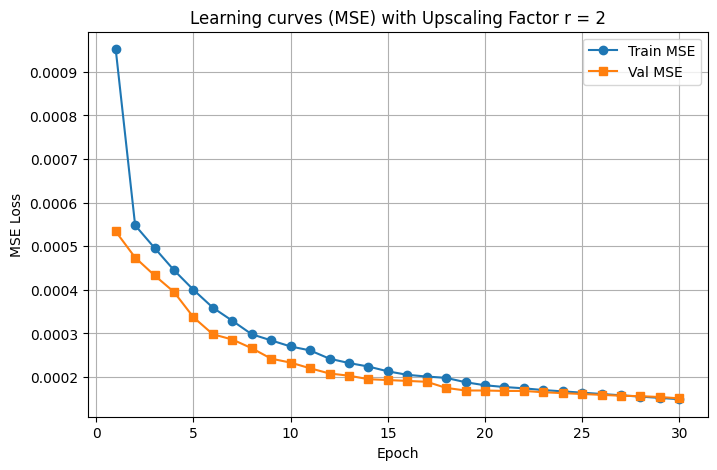 Learning curves (MSE) with Upscaling Factor r = 2
Train MSE
Val MSE
MSE Loss
0.0009
0.0008
0.0007
0.0006
0.0005
0.0004
0.0003
0.0002
0 5 10 15 20 25 30
Epoch